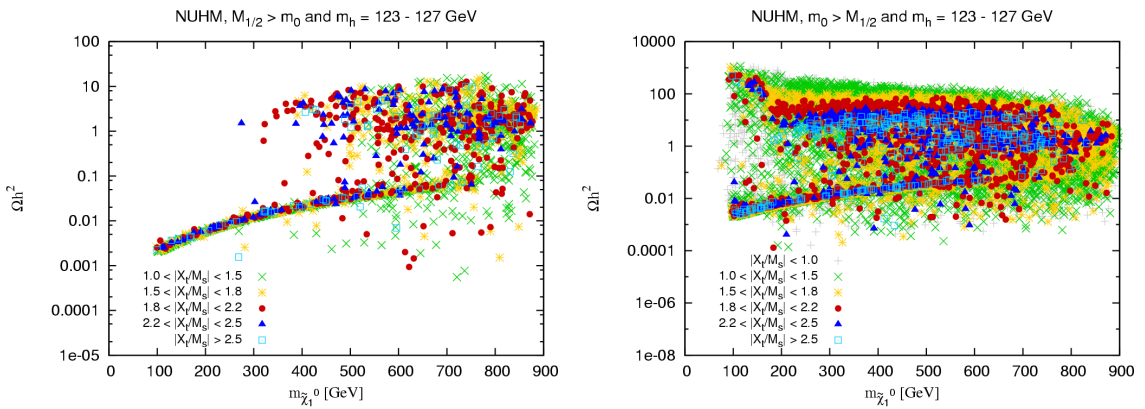 NUHM, M1/2 > m0 and mh = 123 - 127 GeV
100
10
1
0.1
0.01
0.001
0.0001
1e-05
Ωh²
1.0 < |Xt/Ms| < 1.5
1.5 < |Xt/Ms| < 1.8
1.8 < |Xt/Ms| < 2.2
2.2 < |Xt/Ms| < 2.5
|Xt/Ms| > 2.5
100 200 300 400 500 600 700 800 900
mχ̃₁⁰ [GeV]
NUHM, m0 > M1/2 and mh = 123 - 127 GeV
10000
100
1
0.01
0.0001
1e-06
1e-08
Ωh²
|Xt/Ms| < 1.0
1.0 < |Xt/Ms| < 1.5
1.5 < |Xt/Ms| < 1.8
1.8 < |Xt/Ms| < 2.2
2.2 < |Xt/Ms| < 2.5
|Xt/Ms| > 2.5
0 100 200 300 400 500 600 700 800 900
mχ̃₁⁰ [GeV]